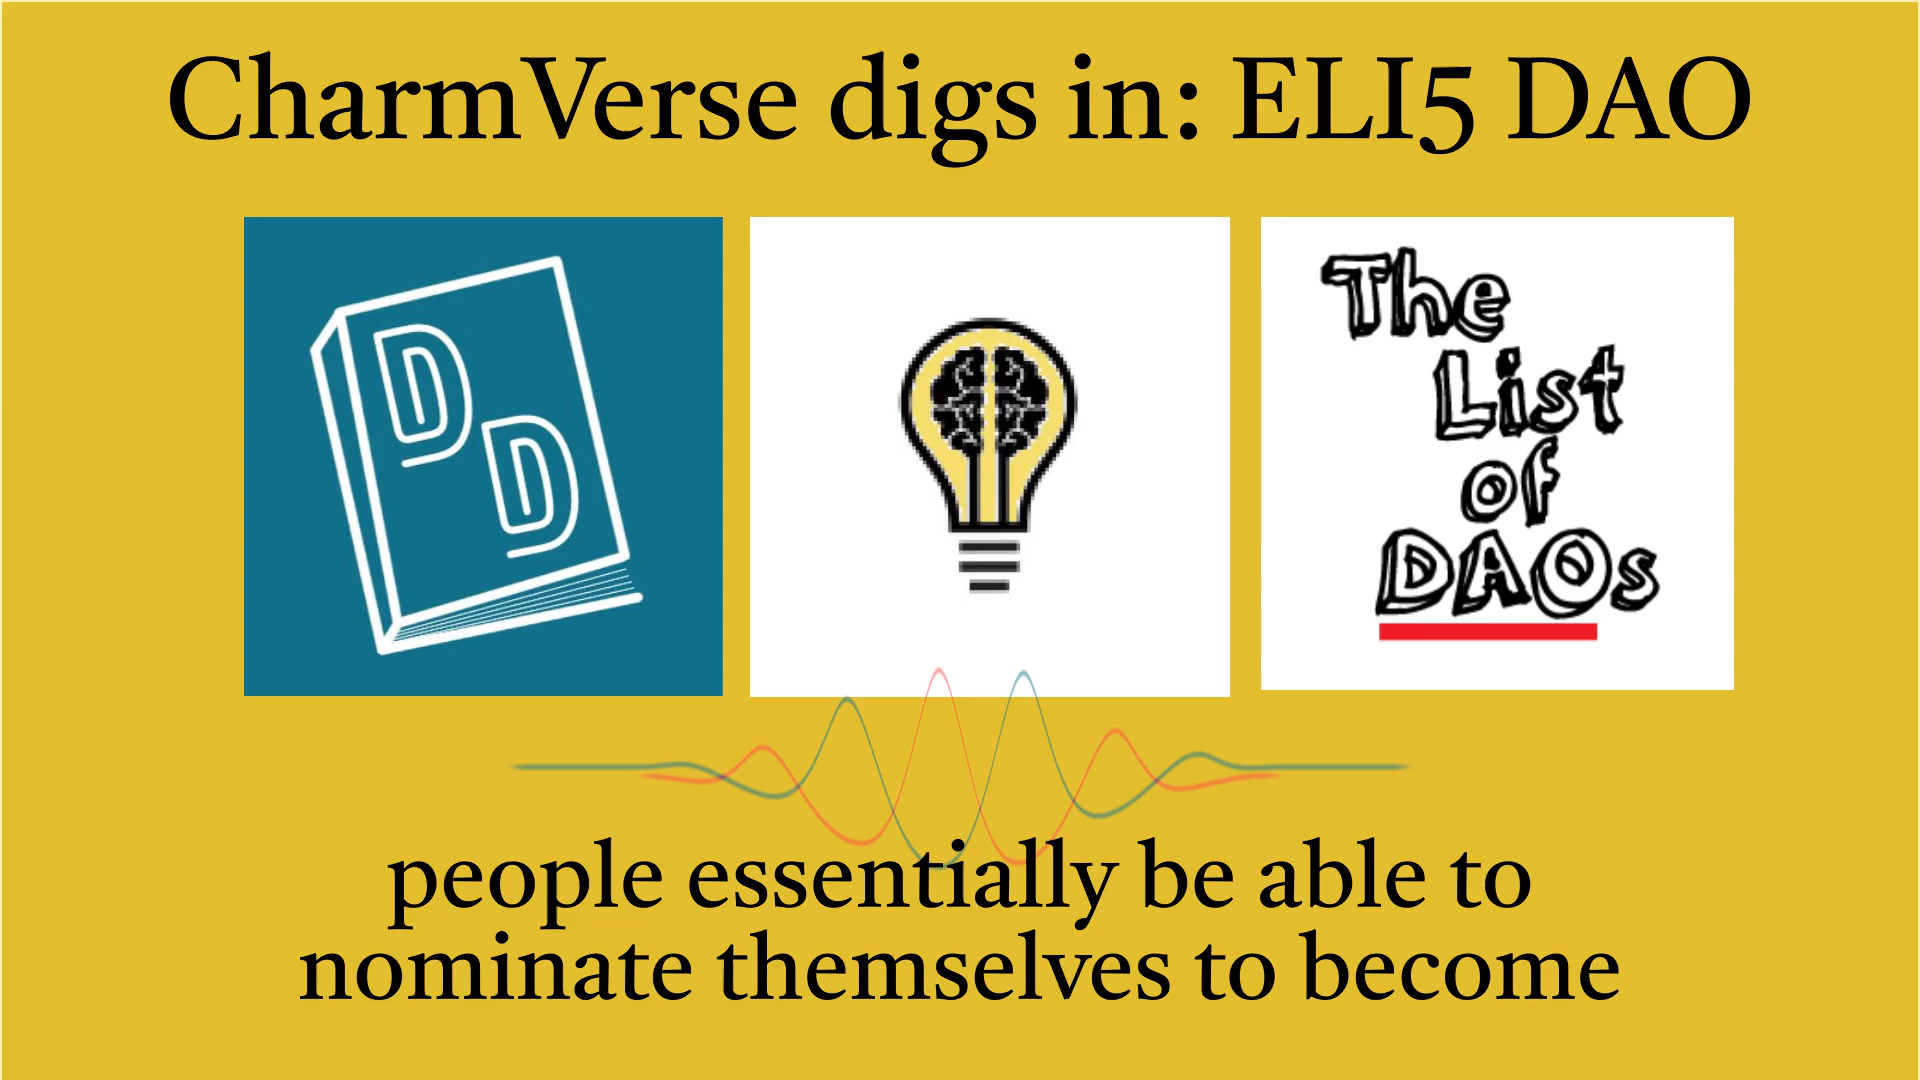 CharmVerse digs in: ELI5 DAO
DD
The
List
of
DAOs
people essentially be able to
nominate themselves to become